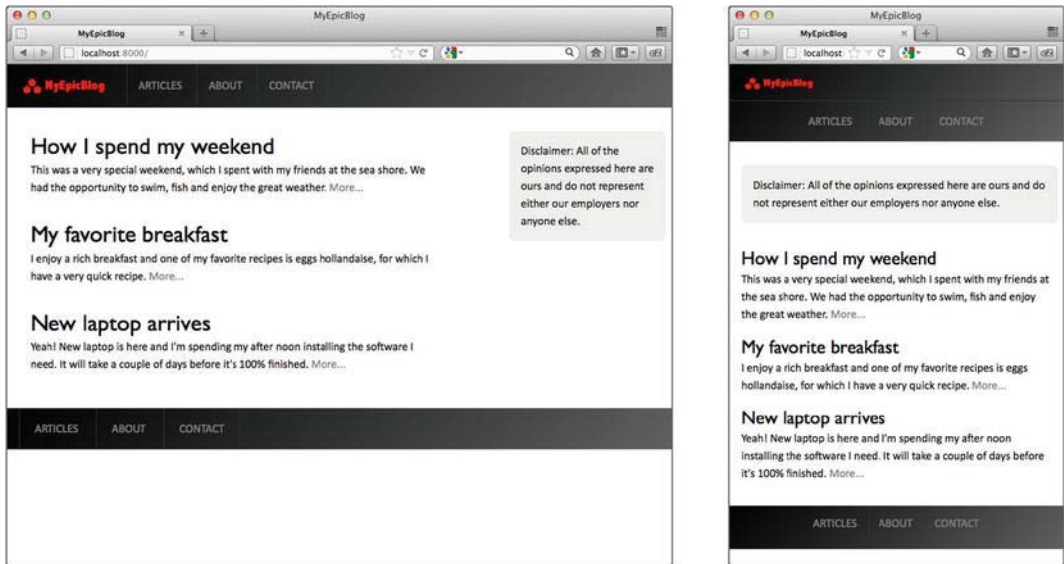 MyEpicBlog
MyEpicBlog
localhost:8000/
MyEpicBlog
ARTICLES ABOUT CONTACT
How I spend my weekend
This was a very special weekend, which I spent with my friends at the sea shore. We
had the opportunity to swim, fish and enjoy the great weather. More...
My favorite breakfast
I enjoy a rich breakfast and one of my favorite recipes is eggs hollandaise, for which I
have a very quick recipe. More...
New laptop arrives
Yeah! New laptop is here and I'm spending my after noon installing the software I
need. It will take a couple of days before it's 100% finished. More...
Disclaimer: All of the
opinions expressed here are
ours and do not represent
either our employers nor
anyone else.
ARTICLES ABOUT CONTACT
MyEpicBlog
MyEpicBlog
localhost:8000/
MyEpicBlog
ARTICLES ABOUT CONTACT
Disclaimer: All of the opinions expressed here are ours and do
not represent either our employers nor anyone else.
How I spend my weekend
This was a very special weekend, which I spent with my friends at
the sea shore. We had the opportunity to swim, fish and enjoy
the great weather. More...
My favorite breakfast
I enjoy a rich breakfast and one of my favorite recipes is eggs
hollandaise, for which I have a very quick recipe. More...
New laptop arrives
Yeah! New laptop is here and I'm spending my after noon
installing the software I need. It will take a couple of days before
it's 100% finished. More...
ARTICLES ABOUT CONTACT